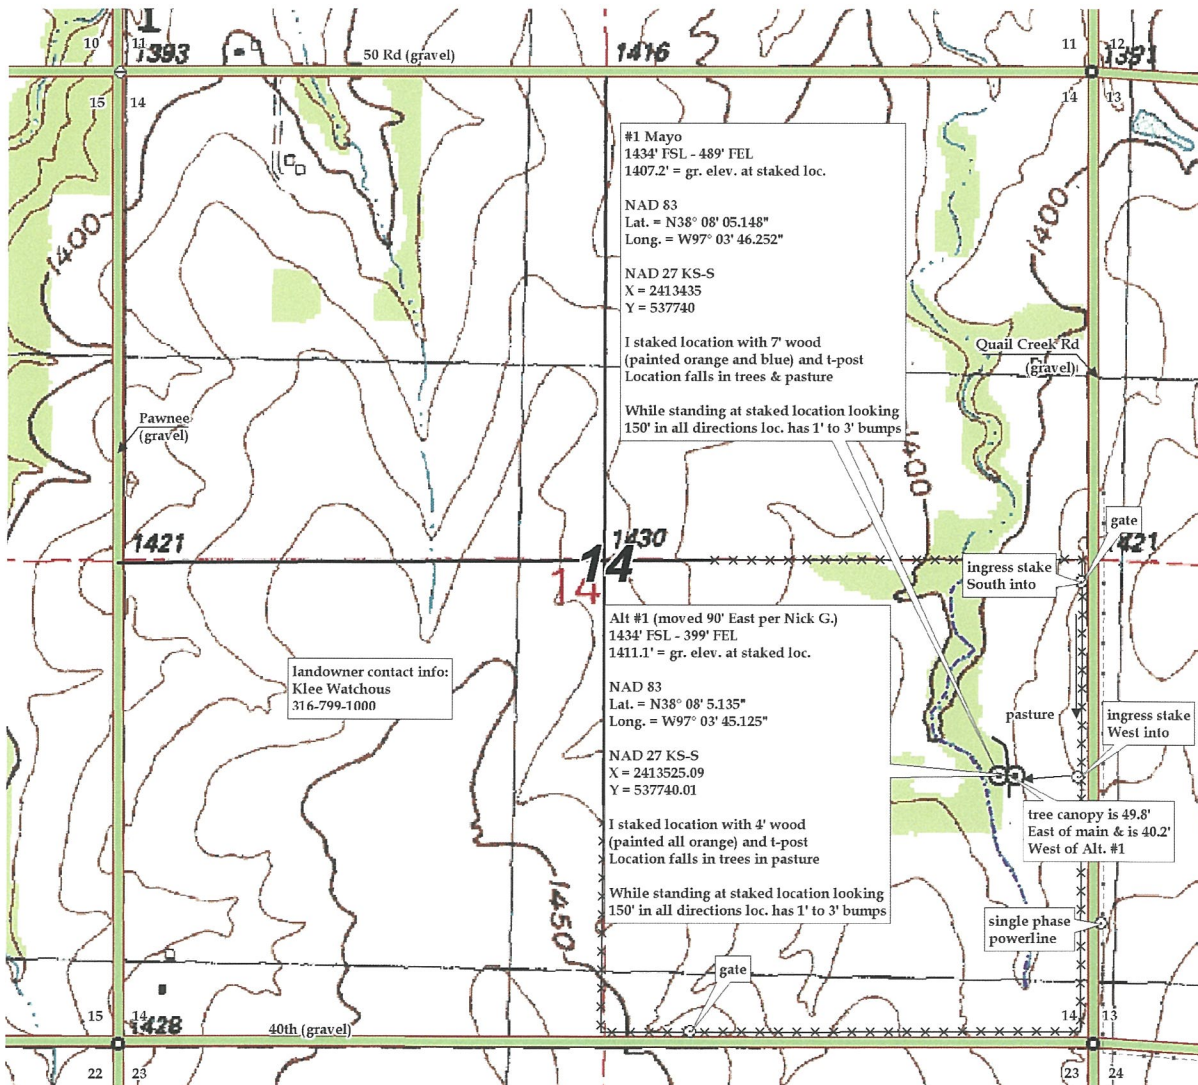 1
10
11
1393
50 Rd (gravel)
1416
11
12
1391
15
14
14
13
#1 Mayo
1434' FSL - 489' FEL
1407.2' = gr. elev. at staked loc.
NAD 83
Lat. = N38° 08' 05.148"
Long. = W97° 03' 46.252"
NAD 27 KS-S
X = 2413435
Y = 537740
I staked location with 7' wood
(painted orange and blue) and t-post
Location falls in trees & pasture
While standing at staked location looking
150' in all directions loc. has 1' to 3' bumps
1400
1400
Quail Creek Rd
(gravel)
Pawnee
(gravel)
1400
gate
1421
1430
1421
14
14
ingress stake
South into
Alt #1 (moved 90' East per Nick G.)
1434' FSL - 399' FEL
1411.1' = gr. elev. at staked loc.
NAD 83
Lat. = N38° 08' 5.135"
Long. = W97° 03' 45.125"
NAD 27 KS-S
X = 2413525.09
Y = 537740.01
I staked location with 4' wood
(painted all orange) and t-post
Location falls in trees in pasture
While standing at staked location looking
150' in all directions loc. has 1' to 3' bumps
landowner contact info:
Klee Watchous
316-799-1000
pasture
ingress stake
West into
tree canopy is 49.8'
East of main & is 40.2'
West of Alt. #1
1450
single phase
powerline
gate
15
14
1428
40th (gravel)
14
13
22
23
23
24